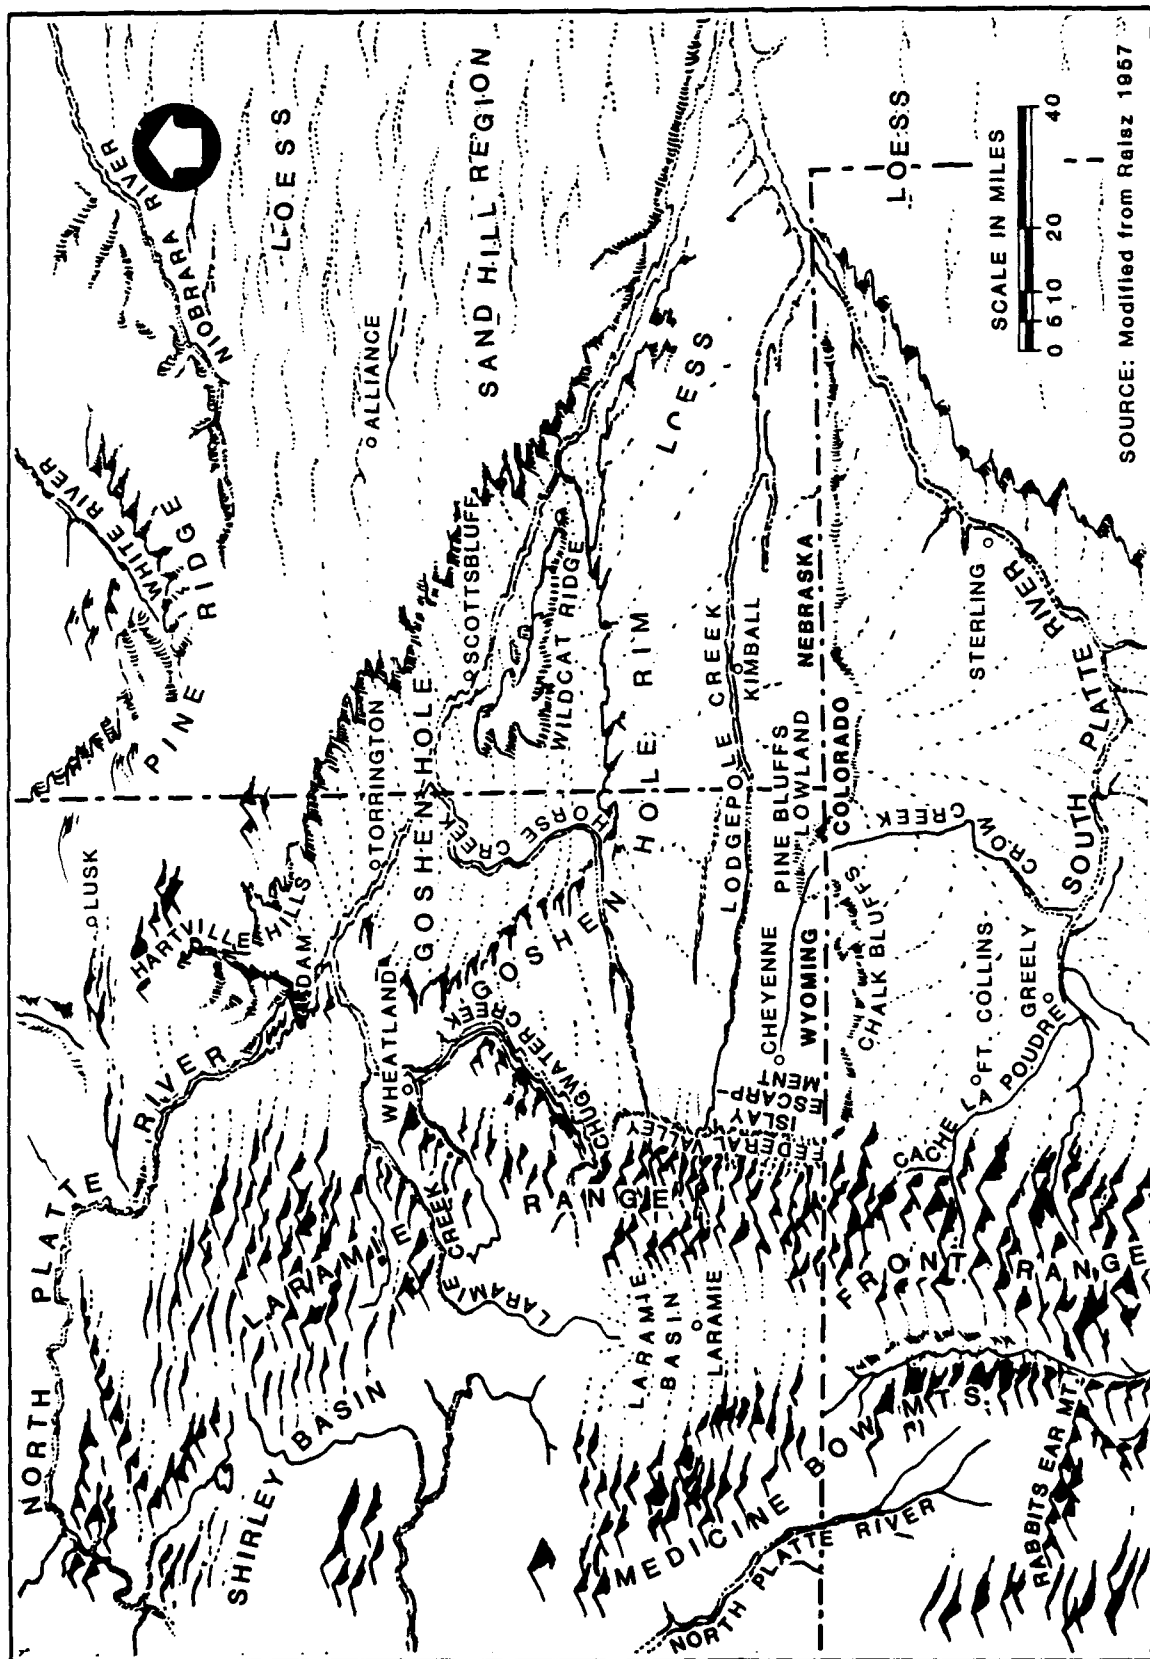 NORTH PLATTE RIVER
LUSK
PINE RIDGE
WHITE RIVER
NIOBRARA RIVER
SHIRLEY BASIN
LARAMIE
RANGE
HARTVILLE HILLS
DAM
TORRINGTON
ALLIANCE
LOESS
LARAMIE CREEK
WHEATLAND
GOSHEN HOLE
SCOTTSBLUFF
SAND HILL REGION
CHUGWATER CREEK
HORSE CREEK
WILDCAT RIDGE
GOSHEN HOLE RIM
LOESS
MEDICINE BOW MTS.
LARAMIE
BASIN
LARAMIE
FEDERAL VALLEY
ISLAY
ESCARP-
MENT
CHEYENNE
LODGEPOLE CREEK
KIMBALL
PINE BLUFFS
LOWLAND
WYOMING
NEBRASKA
COLORADO
CHALK BLUFFS
LOESS
NORTH PLATTE RIVER
FRONT RANGE
CACHE LA POUDRE
FT. COLLINS
GREELY
CROW CREEK
STERLING
SOUTH PLATTE RIVER
RABBITS EAR MT.
SCALE IN MILES
0 5 10 20 40
SOURCE: Modified from Raisz 1957